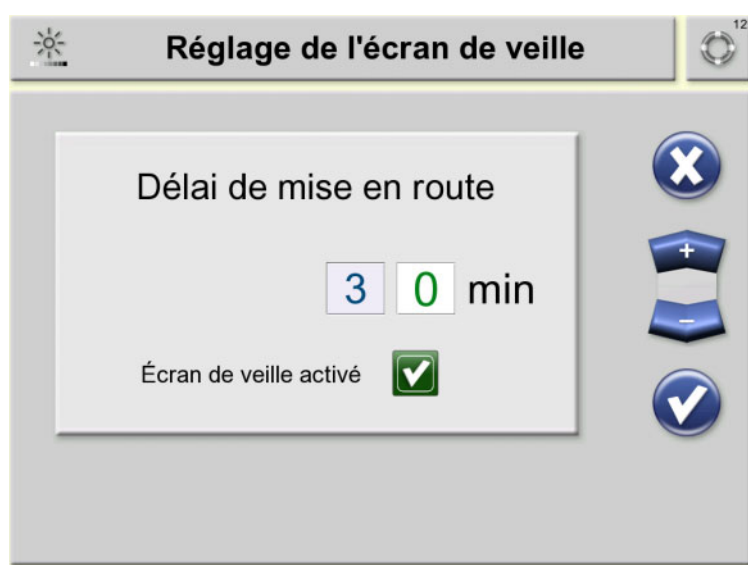 Réglage de l'écran de veille
12
Délai de mise en route
3 0 min
Écran de veille activé
+
-